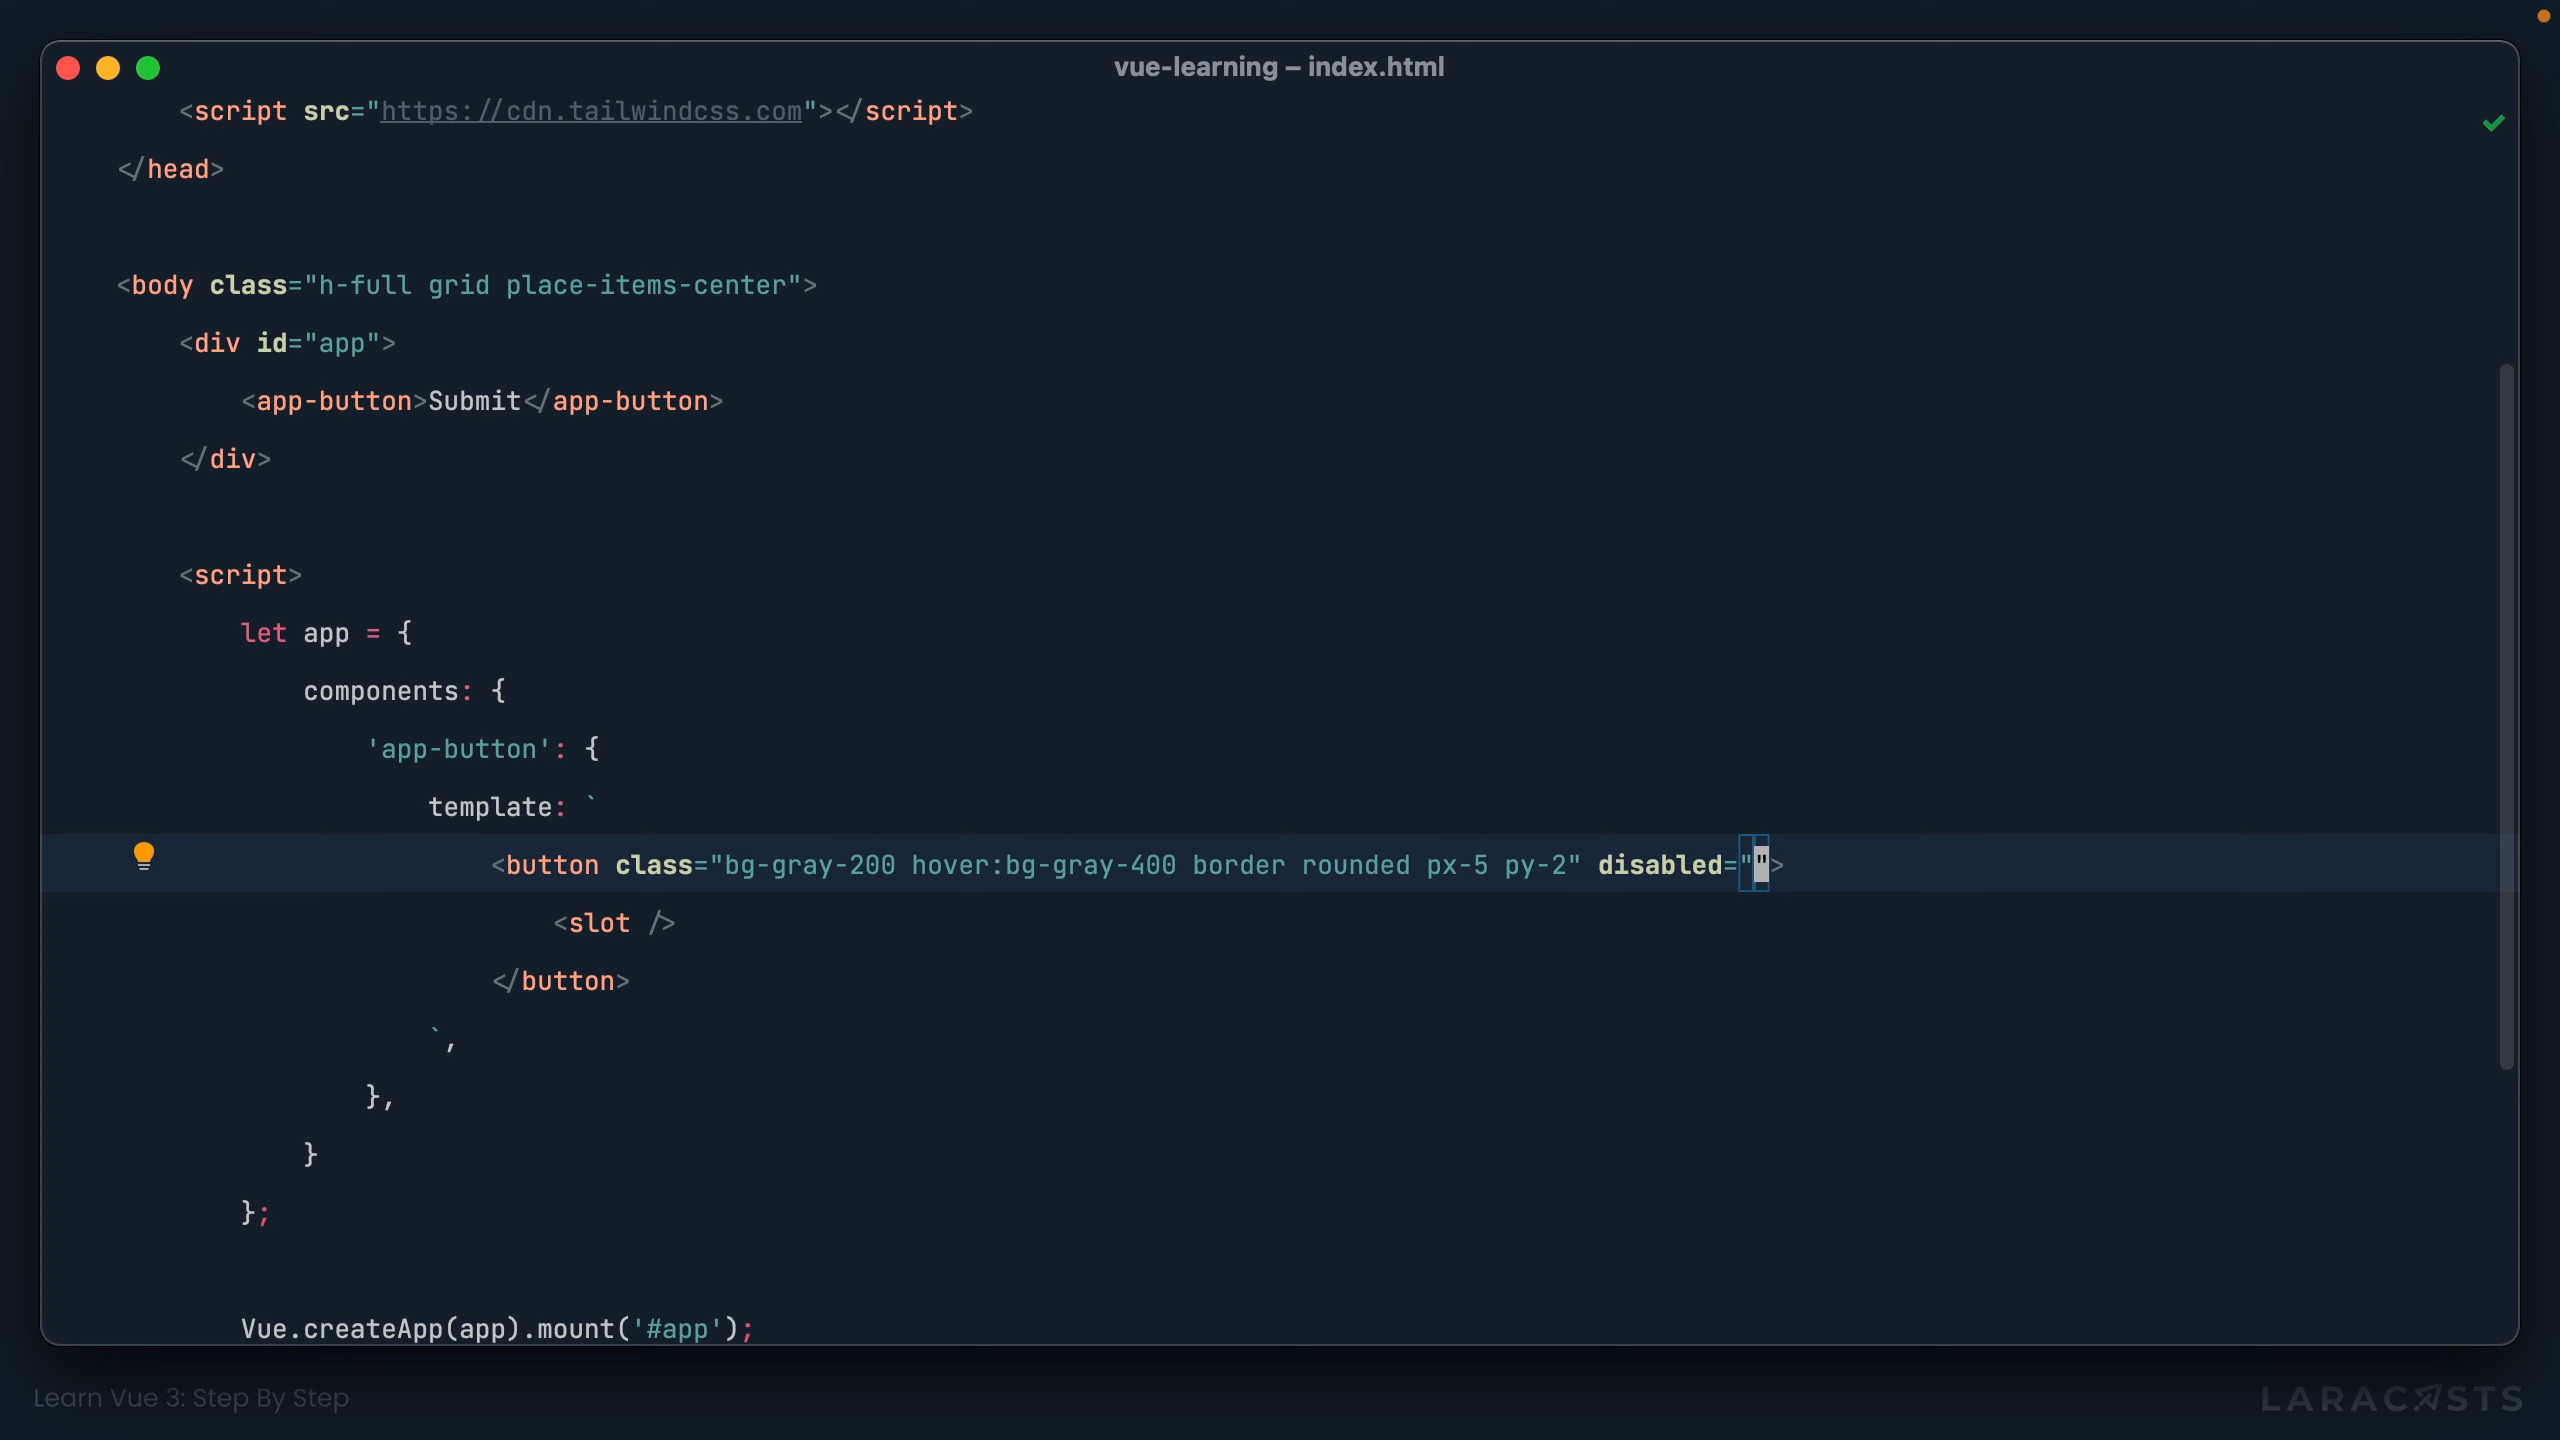 vue-learning – index.html
<script src="https://cdn.tailwindcss.com"></script>
</head>
<body class="h-full grid place-items-center">
<div id="app">
<app-button>Submit</app-button>
</div>
<script>
let app = {
components: {
'app-button': {
template: `
<button class="bg-gray-200 hover:bg-gray-400 border rounded px-5 py-2" disabled="">
<slot />
</button>
`,
},
}
};
Vue.createApp(app).mount('#app');
Learn Vue 3: Step By Step
LARACASTS